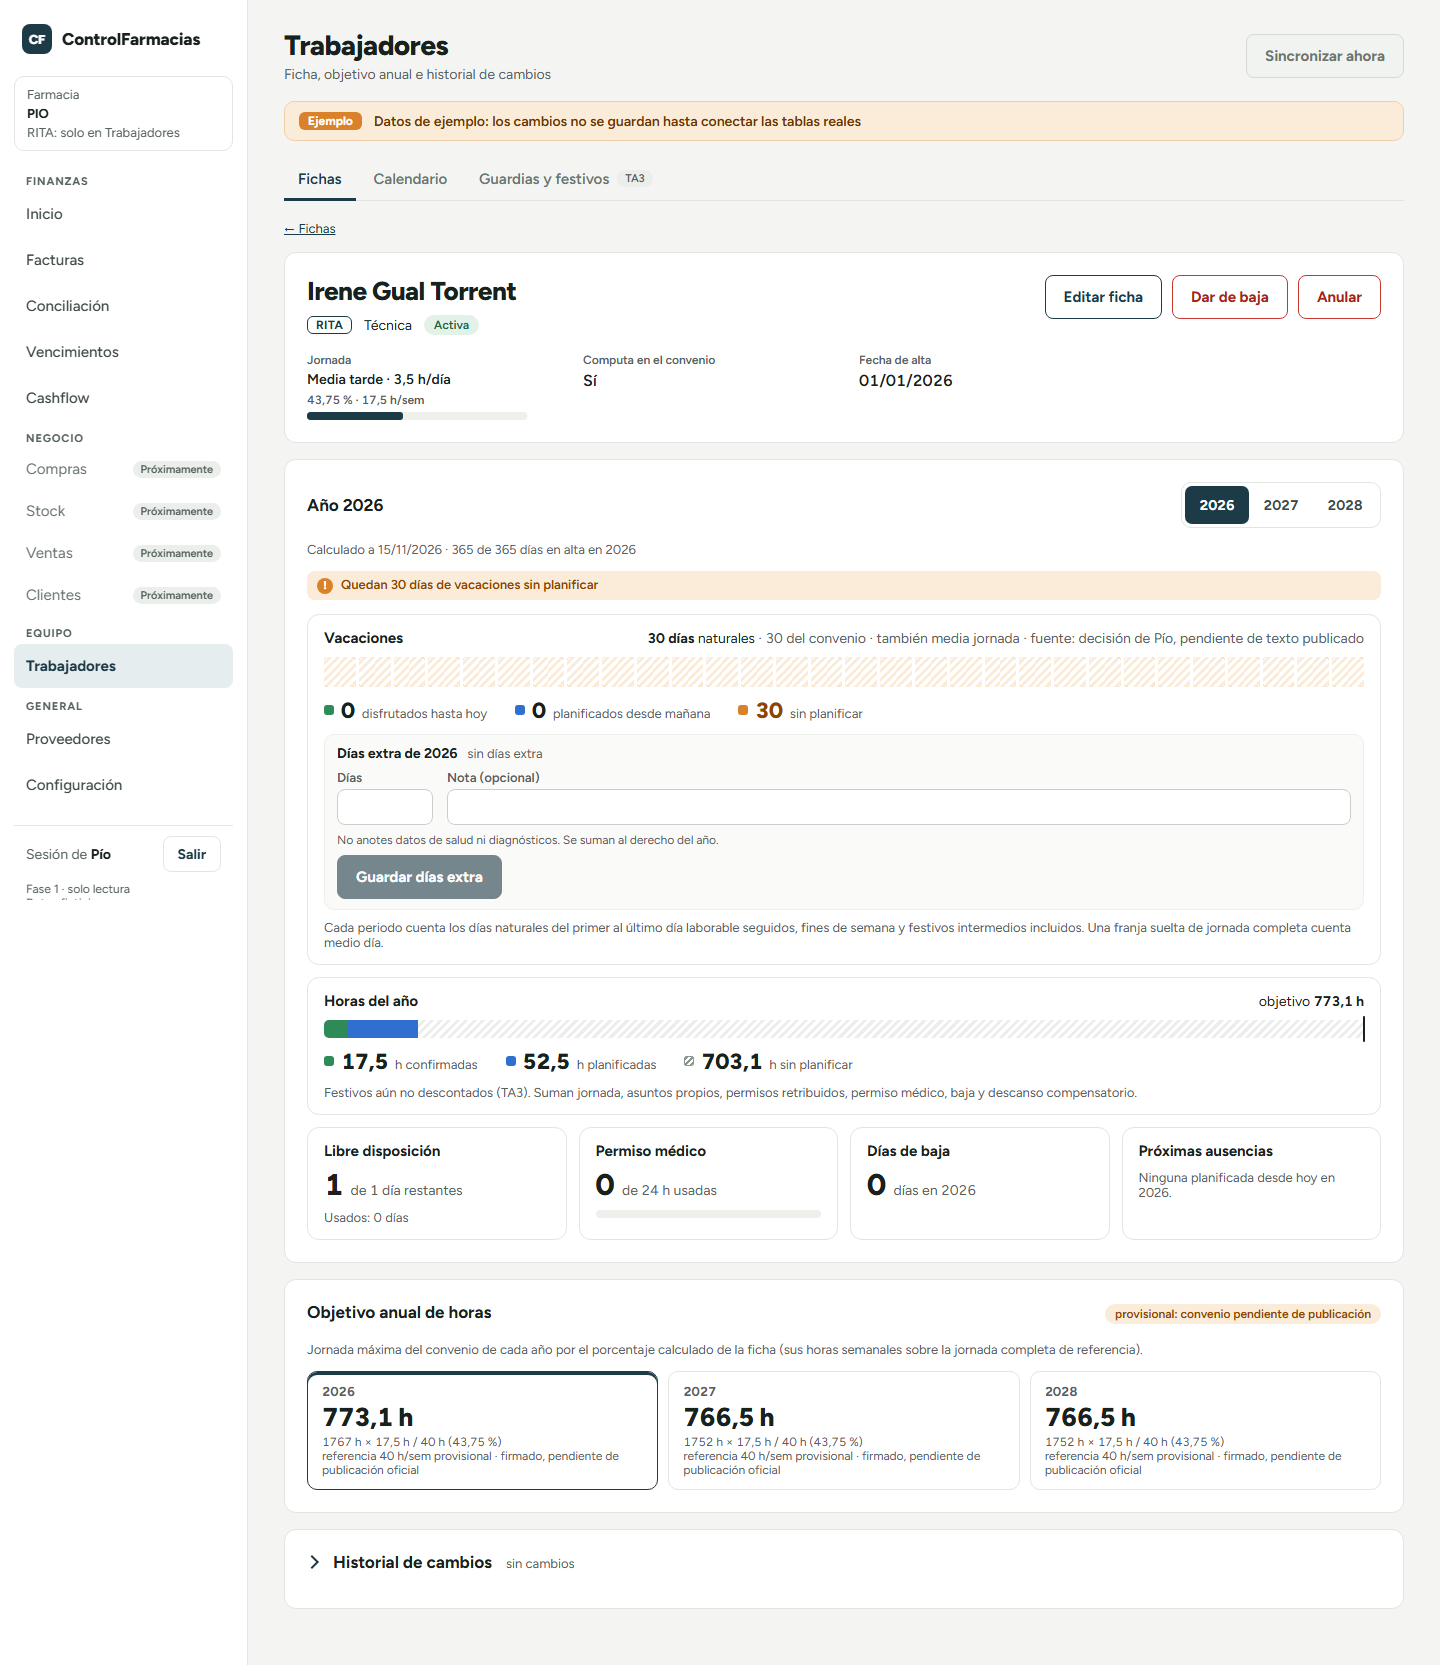 CF ControlFarmacias
Farmacia
PIO
RITA: solo en Trabajadores
FINANZAS
Inicio
Facturas
Conciliación
Vencimientos
Cashflow
NEGOCIO
Compras Próximamente
Stock Próximamente
Ventas Próximamente
Clientes Próximamente
EQUIPO
Trabajadores
GENERAL
Proveedores
Configuración
Sesión de Pío Salir
Fase 1 · solo lectura
Trabajadores
Ficha, objetivo anual e historial de cambios
Sincronizar ahora
Ejemplo Datos de ejemplo: los cambios no se guardan hasta conectar las tablas reales
Fichas Calendario Guardias y festivos TA3
← Fichas
Irene Gual Torrent
Editar ficha Dar de baja Anular
RITA Técnica Activa
Jornada Computa en el convenio Fecha de alta
Media tarde · 3,5 h/día Sí 01/01/2026
43,75 % · 17,5 h/sem
Año 2026
2026 2027 2028
Calculado a 15/11/2026 · 365 de 365 días en alta en 2026
! Quedan 30 días de vacaciones sin planificar
Vacaciones 30 días naturales · 30 del convenio · también media jornada · fuente: decisión de Pío, pendiente de texto publicado
0 disfrutados hasta hoy 0 planificados desde mañana 30 sin planificar
Días extra de 2026 sin días extra
Días Nota (opcional)
No anotes datos de salud ni diagnósticos. Se suman al derecho del año.
Guardar días extra
Cada periodo cuenta los días naturales del primer al último día laborable seguidos, fines de semana y festivos intermedios incluidos. Una franja suelta de jornada completa cuenta
medio día.
Horas del año objetivo 773,1 h
17,5 h confirmadas 52,5 h planificadas 703,1 h sin planificar
Festivos aún no descontados (TA3). Suman jornada, asuntos propios, permisos retribuidos, permiso médico, baja y descanso compensatorio.
Libre disposición
1 de 1 día restantes
Usados: 0 días
Permiso médico
0 de 24 h usadas
Días de baja
0 días en 2026
Próximas ausencias
Ninguna planificada desde hoy en
2026.
Objetivo anual de horas provisional: convenio pendiente de publicación
Jornada máxima del convenio de cada año por el porcentaje calculado de la ficha (sus horas semanales sobre la jornada completa de referencia).
2026
773,1 h
1767 h × 17,5 h / 40 h (43,75 %)
referencia 40 h/sem provisional · firmado, pendiente de
publicación oficial
2027
766,5 h
1752 h × 17,5 h / 40 h (43,75 %)
referencia 40 h/sem provisional · firmado, pendiente de
publicación oficial
2028
766,5 h
1752 h × 17,5 h / 40 h (43,75 %)
referencia 40 h/sem provisional · firmado, pendiente de
publicación oficial
Historial de cambios sin cambios